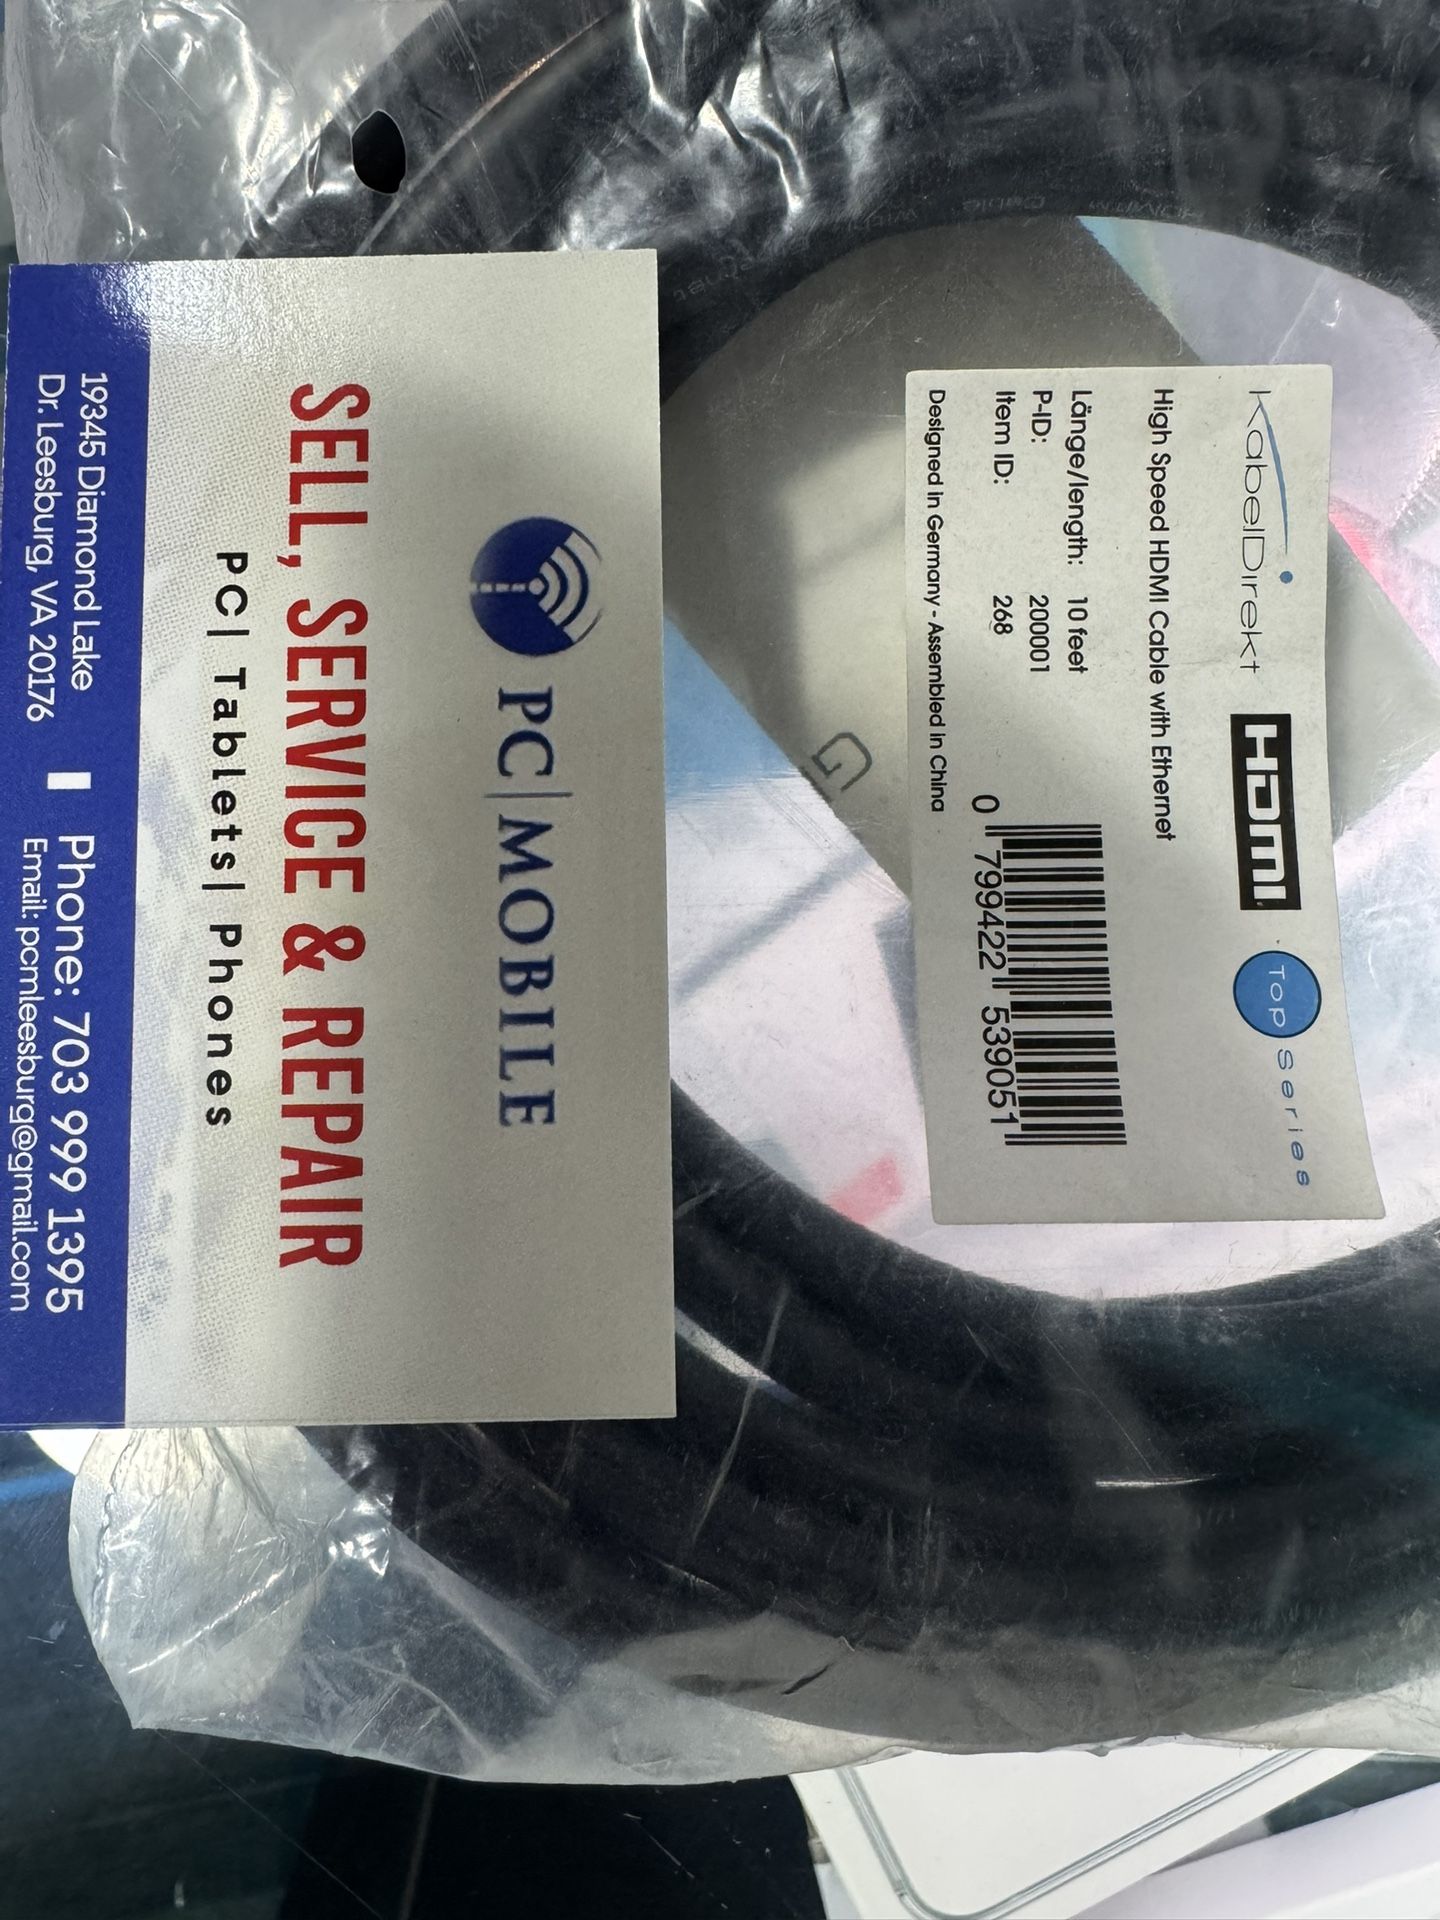 PC|MOBILE
SELL, SERVICE & REPAIR
PC| Tablets| Phones
19345 Diamond Lake
Dr. Leesburg, VA 20176
Phone: 703 999 1395
Email: pcmleesburg@gmail.com
KabelDirekt HDMI Top Series
High Speed HDMI Cable with Ethernet
Länge/length: 10 feet
P-ID: 200001
Item ID: 268
Designed in Germany - Assembled in China
0 799422 539051
G